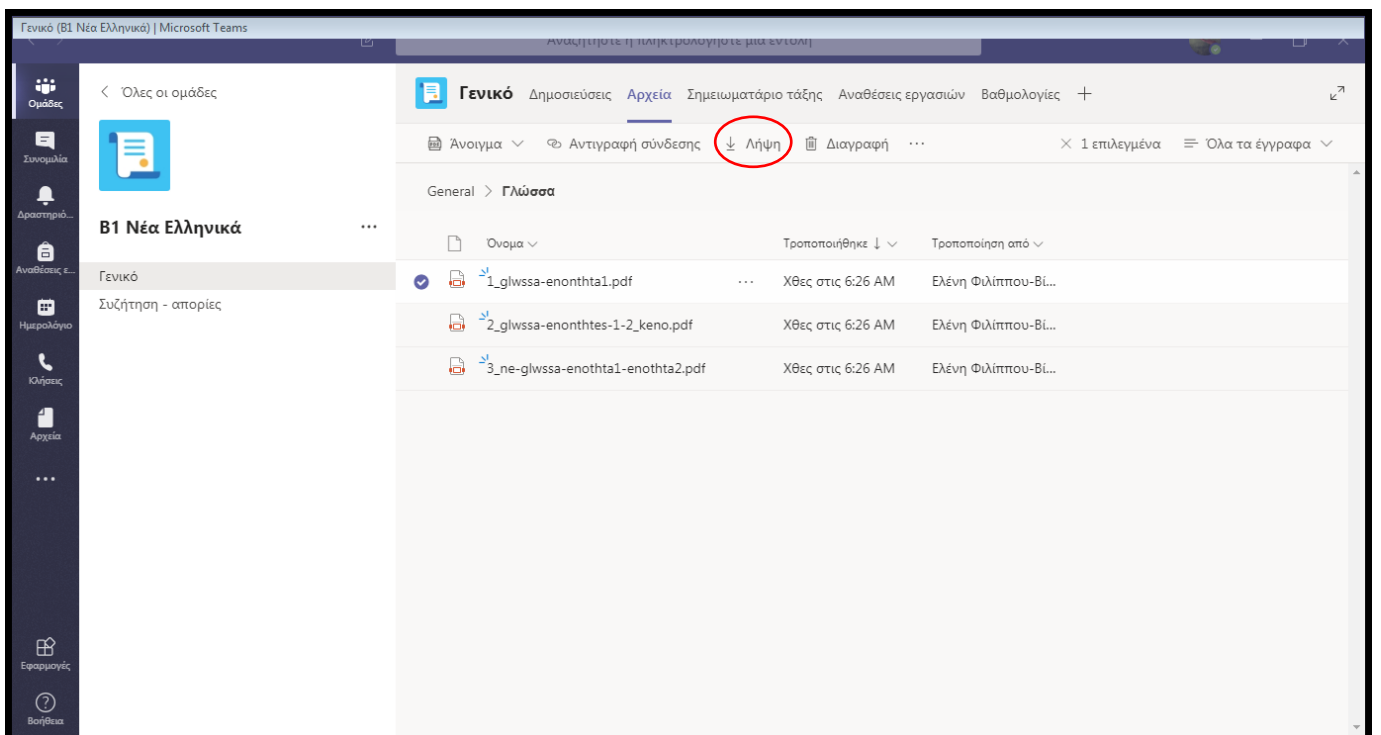 Γενικό (Β1 Νέα Ελληνικά) | Microsoft Teams
Αναζητήστε ή πληκτρολογήστε μια εντολή
Ομάδες
Συνομιλία
Δραστηριό...
Αναθέσεις ε...
Ημερολόγιο
Κλήσεις
Αρχεία
Εφαρμογές
Βοήθεια
Όλες οι ομάδες
Β1 Νέα Ελληνικά
Γενικό
Συζήτηση - απορίες
Γενικό Δημοσιεύσεις Αρχεία Σημειωματάριο τάξης Αναθέσεις εργασιών Βαθμολογίες
Άνοιγμα Αντιγραφή σύνδεσης Λήψη Διαγραφή ... 1 επιλεγμένα Όλα τα έγγραφα
General > Γλώσσα
Όνομα Τροποποιήθηκε ↓ Τροποποίηση από
1_glwssa-enonthta1.pdf ... Χθες στις 6:26 AM Ελένη Φιλίππου-Βί...
2_glwssa-enonthtes-1-2_keno.pdf Χθες στις 6:26 AM Ελένη Φιλίππου-Βί...
3_ne-glwssa-enothta1-enothta2.pdf Χθες στις 6:26 AM Ελένη Φιλίππου-Βί...